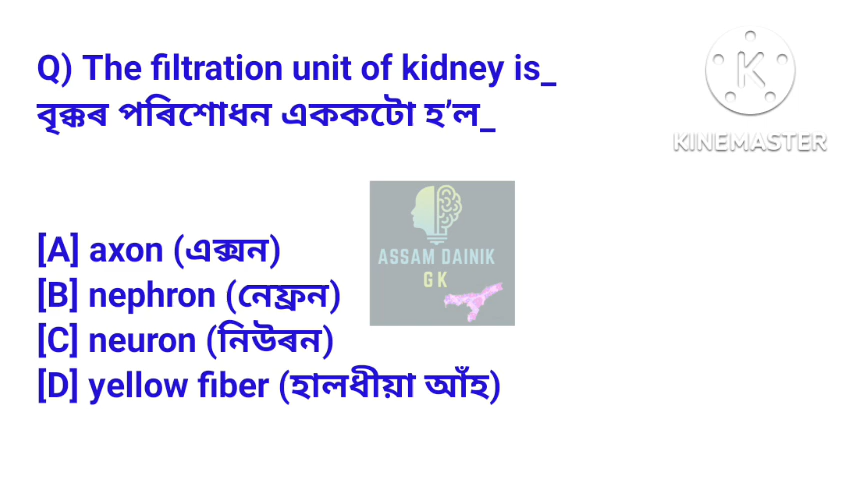 Q) The filtration unit of kidney is_
বৃক্কৰ পৰিশোধন এককটো হ’ল_
KINEMASTER
[A] axon (এক্সন)
[B] nephron (নেফ্ৰন)
[C] neuron (নিউৰন)
[D] yellow fiber (হালধীয়া আঁহ)
ASSAM DAINIK
GK